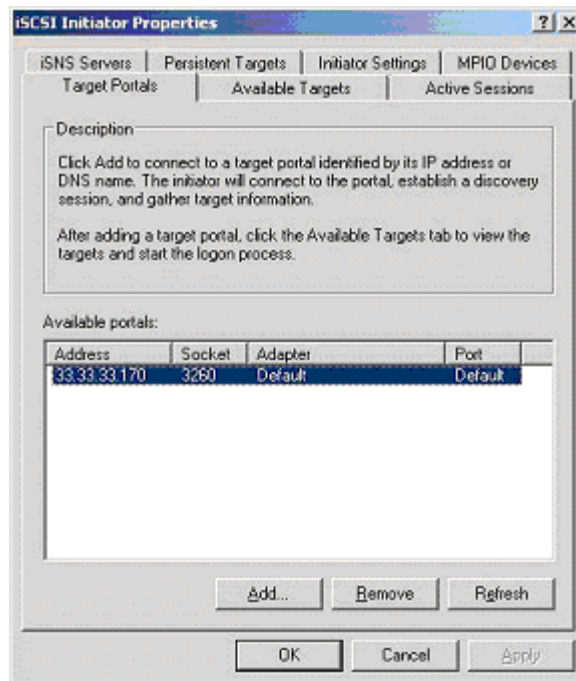 iSCSI Initiator Properties
iSNS Servers Persistent Targets Initiator Settings MPIO Devices
Target Portals Available Targets Active Sessions
Description
Click Add to connect to a target portal identified by its IP address or
DNS name. The initiator will connect to the portal, establish a discovery
session, and gather target information.
After adding a target portal, click the Available Targets tab to view the
targets and start the logon process.
Available portals:
Address Socket Adapter Port
33.33.33.170 3260 Default Default
Add... Remove Refresh
OK Cancel Apply